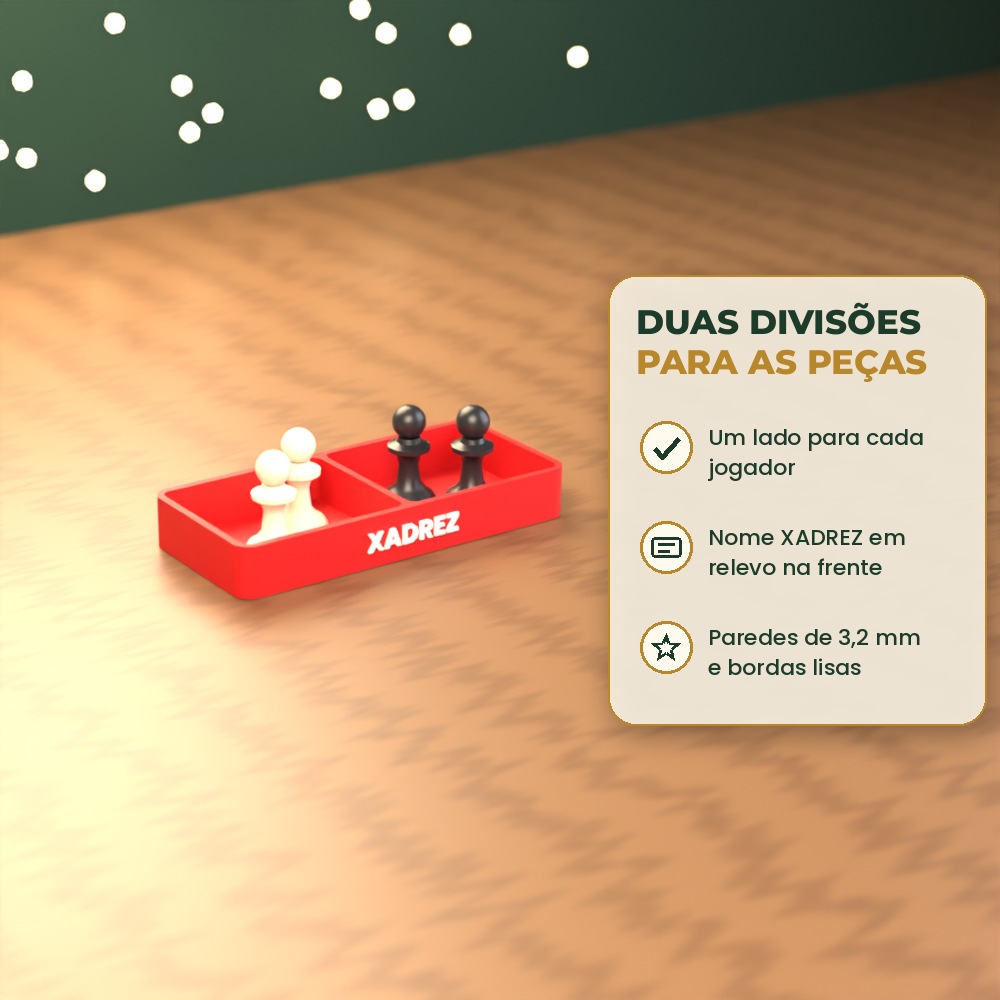 XADREZ
DUAS DIVISÕES
PARA AS PEÇAS
Um lado para cada
jogador
Nome XADREZ em
relevo na frente
Paredes de 3,2 mm
e bordas lisas